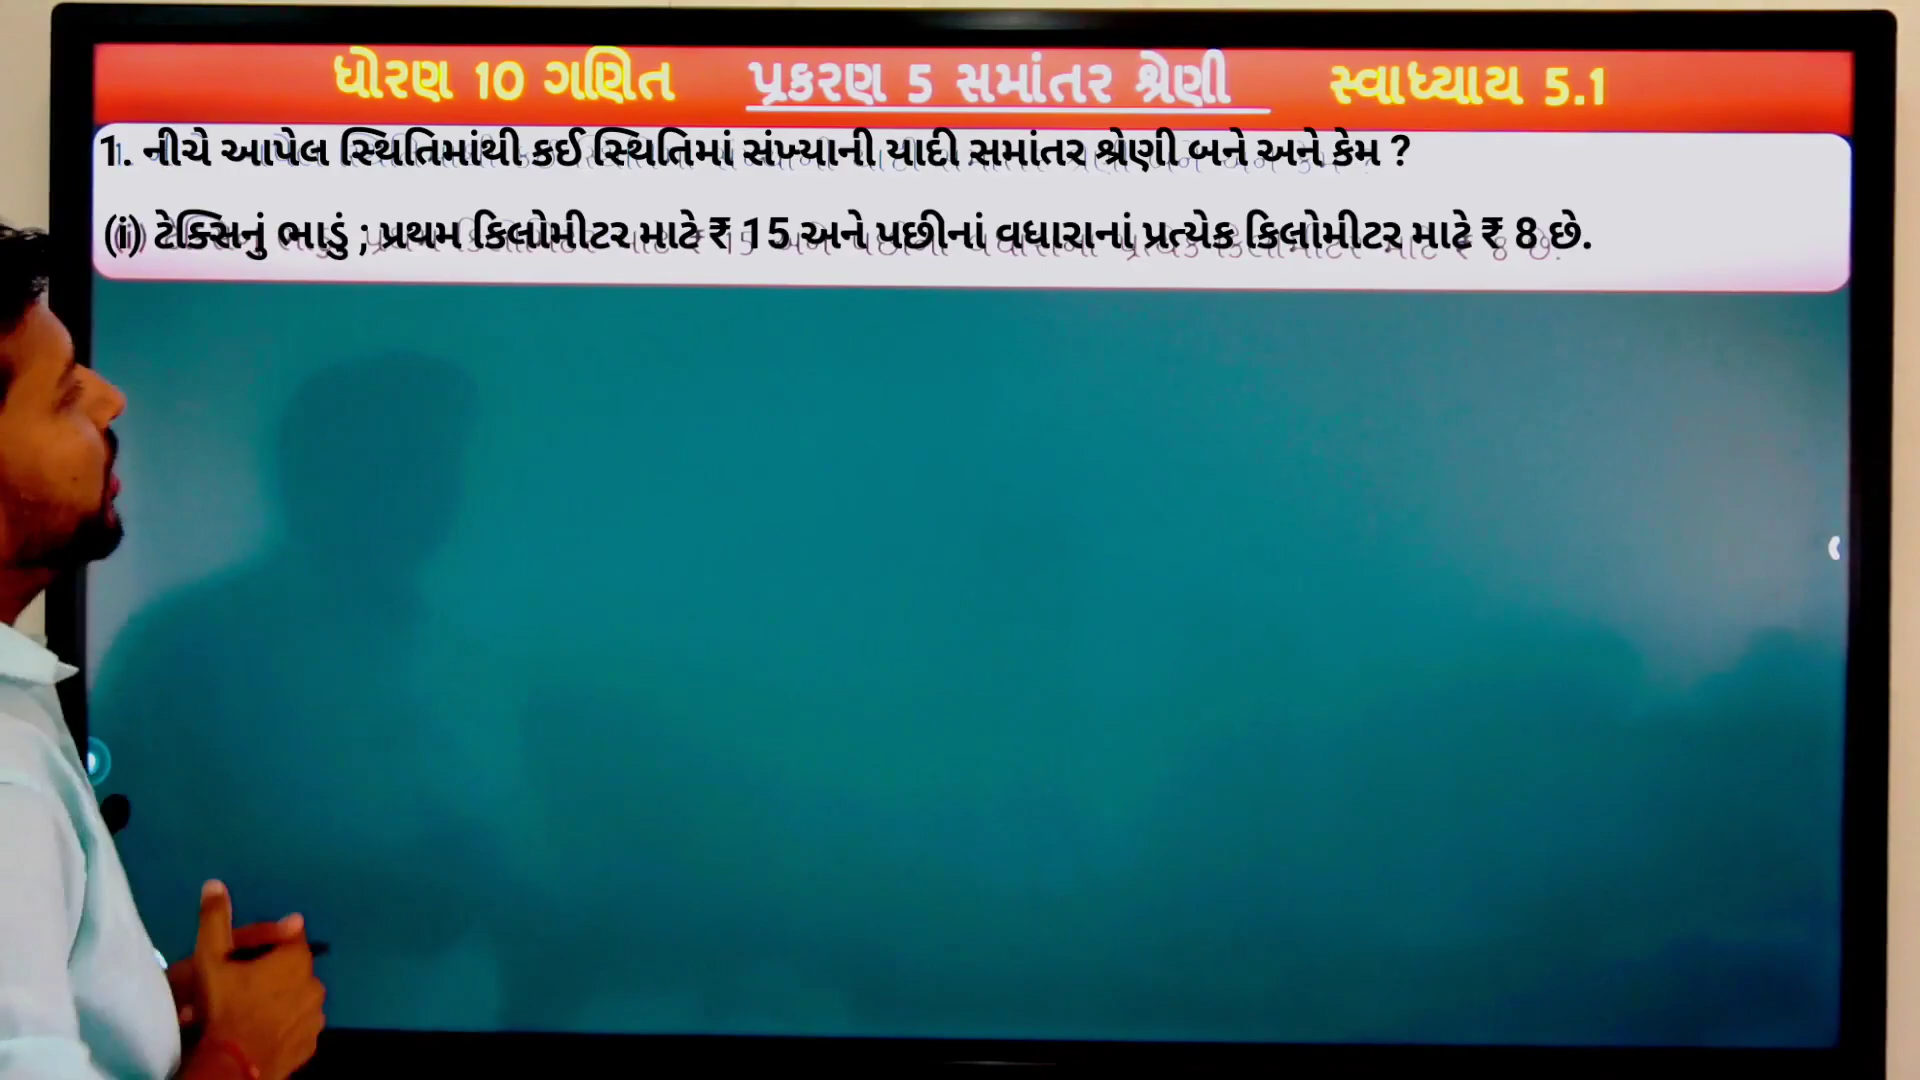 ધોરણ 10 ગણિત પ્રકરણ 5 સમાંતર શ્રેણી સ્વાધ્યાય 5.1
1. નીચે આપેલ સ્થિતિમાંથી કઈ સ્થિતિમાં સંખ્યાની યાદી સમાંતર શ્રેણી બને અને કેમ ?
(i) ટેક્સિનું ભાડું ; પ્રથમ કિલોમીટર માટે ₹ 15 અને પછીનાં વધારાનાં પ્રત્યેક કિલોમીટર માટે ₹ 8 છે.